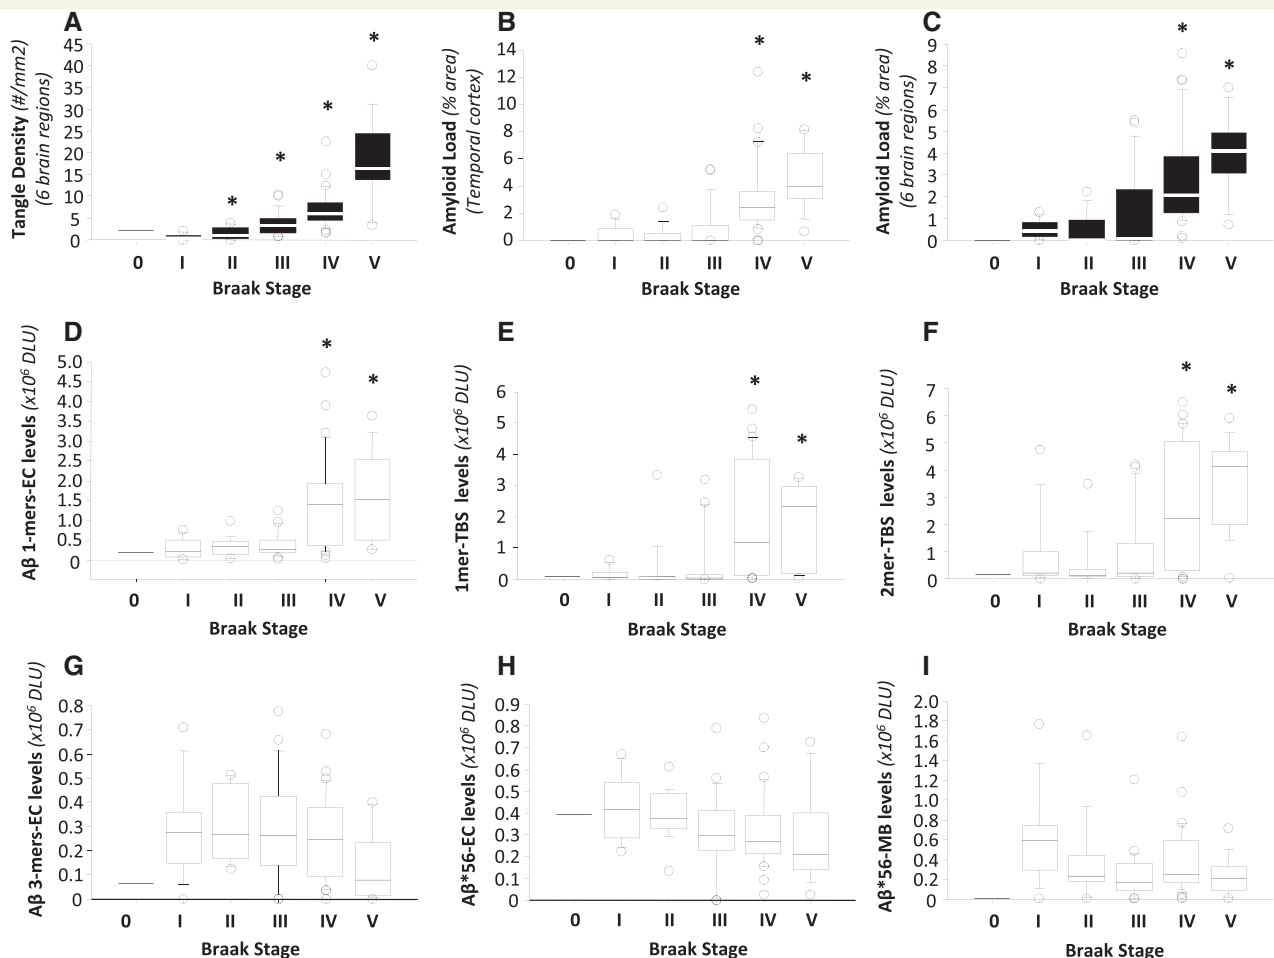 A
Tangle Density (#/mm2)
(6 brain regions)
45
40
35
30
25
20
15
10
5
0
*
*
*
*
0 I II III IV V
Braak Stage
B
Amyloid Load (% area)
(Temporal cortex)
14
12
10
8
6
4
2
0
*
*
0 I II III IV V
Braak Stage
C
Amyloid Load (% area)
(6 brain regions)
9
8
7
6
5
4
3
2
1
0
*
*
0 I II III IV V
Braak Stage
D
Aβ 1-mers-EC levels (x10⁶ DLU)
5.0
4.5
4.0
3.5
3.0
2.5
2.0
1.5
1.0
0.5
0
*
*
0 I II III IV V
Braak Stage
E
1mer-TBS levels (x10⁶ DLU)
6
5
4
3
2
1
0
*
*
0 I II III IV V
Braak Stage
F
2mer-TBS levels (x10⁶ DLU)
7
6
5
4
3
2
1
0
*
*
0 I II III IV V
Braak Stage
G
Aβ 3-mers-EC levels (x10⁶ DLU)
0.8
0.7
0.6
0.5
0.4
0.3
0.2
0.1
0
0 I II III IV V
Braak Stage
H
Aβ*56-EC levels (x10⁶ DLU)
0.9
0.8
0.7
0.6
0.5
0.4
0.3
0.2
0.1
0
0 I II III IV V
Braak Stage
I
Aβ*56-MB levels (x10⁶ DLU)
2.0
1.8
1.6
1.4
1.2
1.0
0.8
0.6
0.4
0.2
0
0 I II III IV V
Braak Stage